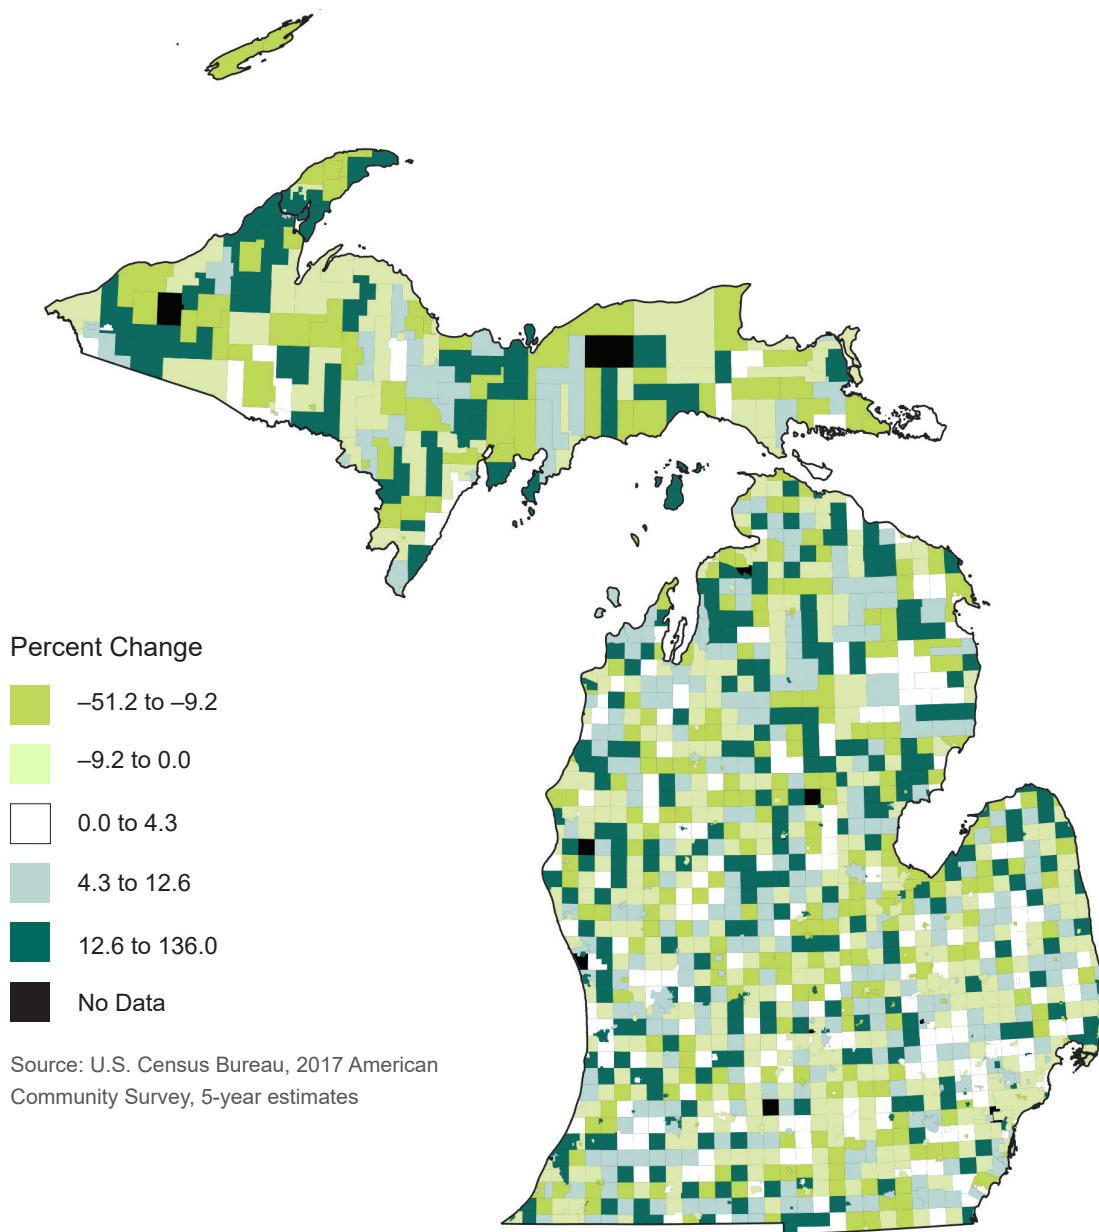 Percent Change
–51.2 to –9.2
–9.2 to 0.0
0.0 to 4.3
4.3 to 12.6
12.6 to 136.0
No Data
Source: U.S. Census Bureau, 2017 American
Community Survey, 5-year estimates